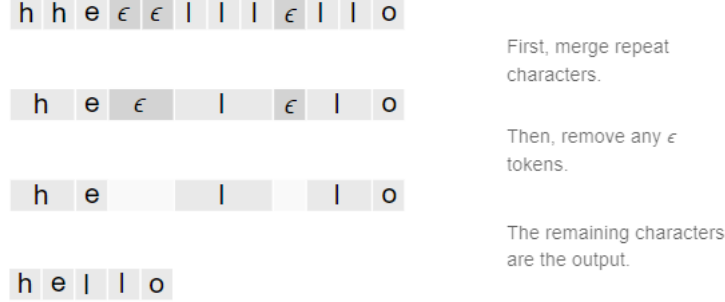 h h e ϵ ϵ l l l ϵ l l o
First, merge repeat
characters.
h e ϵ l ϵ l o
Then, remove any ϵ
tokens.
h e l l o
The remaining characters
are the output.
h e l l o